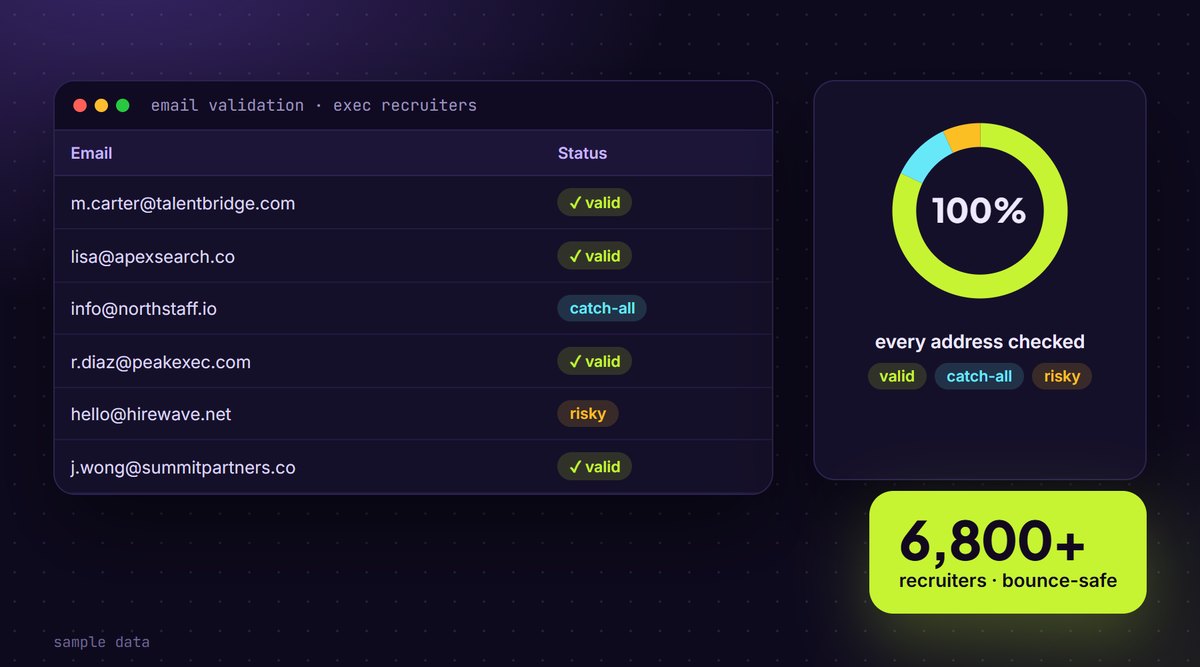 email validation · exec recruiters
Email Status
m.carter@talentbridge.com ✓ valid
lisa@apexsearch.co ✓ valid
info@northstaff.io catch-all
r.diaz@peakexec.com ✓ valid
hello@hirewave.net risky
j.wong@summitpartners.co ✓ valid
100%
every address checked
valid catch-all risky
6,800+
recruiters · bounce-safe
sample data